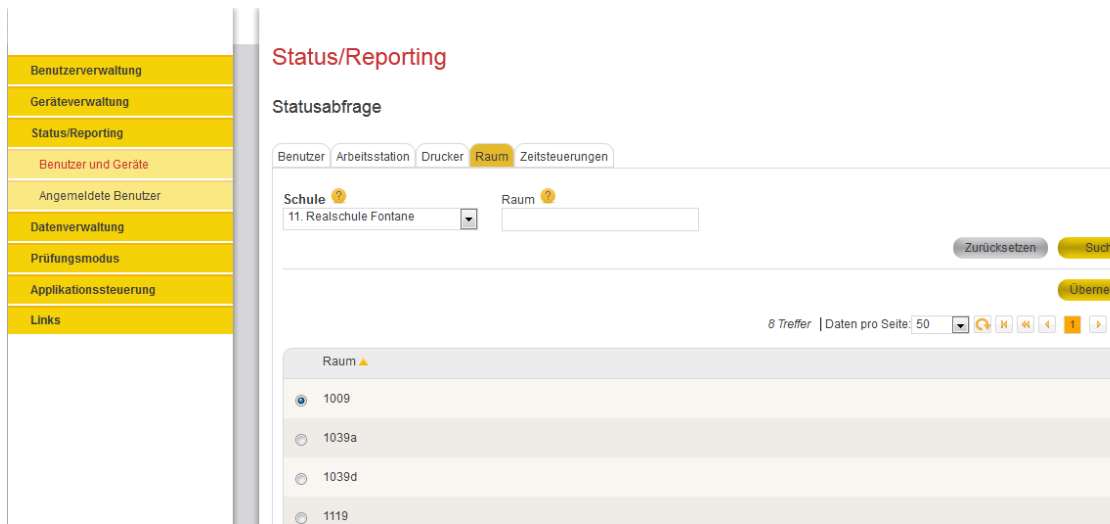 Benutzerverwaltung
Geräteverwaltung
Status/Reporting
Benutzer und Geräte
Angemeldete Benutzer
Datenverwaltung
Prüfungsmodus
Applikationssteuerung
Links
Status/Reporting
Statusabfrage
Benutzer Arbeitsstation Drucker Raum Zeitsteuerungen
Schule ? Raum ?
11. Realschule Fontane
Zurücksetzen Such
Überne
8 Treffer | Daten pro Seite: 50 1
Raum
1009
1039a
1039d
1119